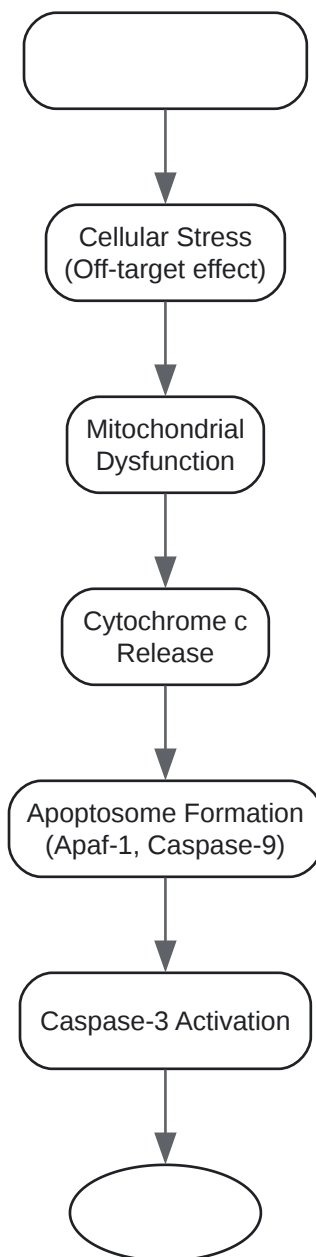 Cellular Stress
(Off-target effect)
Mitochondrial
Dysfunction
Cytochrome c
Release
Apoptosome Formation
(Apaf-1, Caspase-9)
Caspase-3 Activation